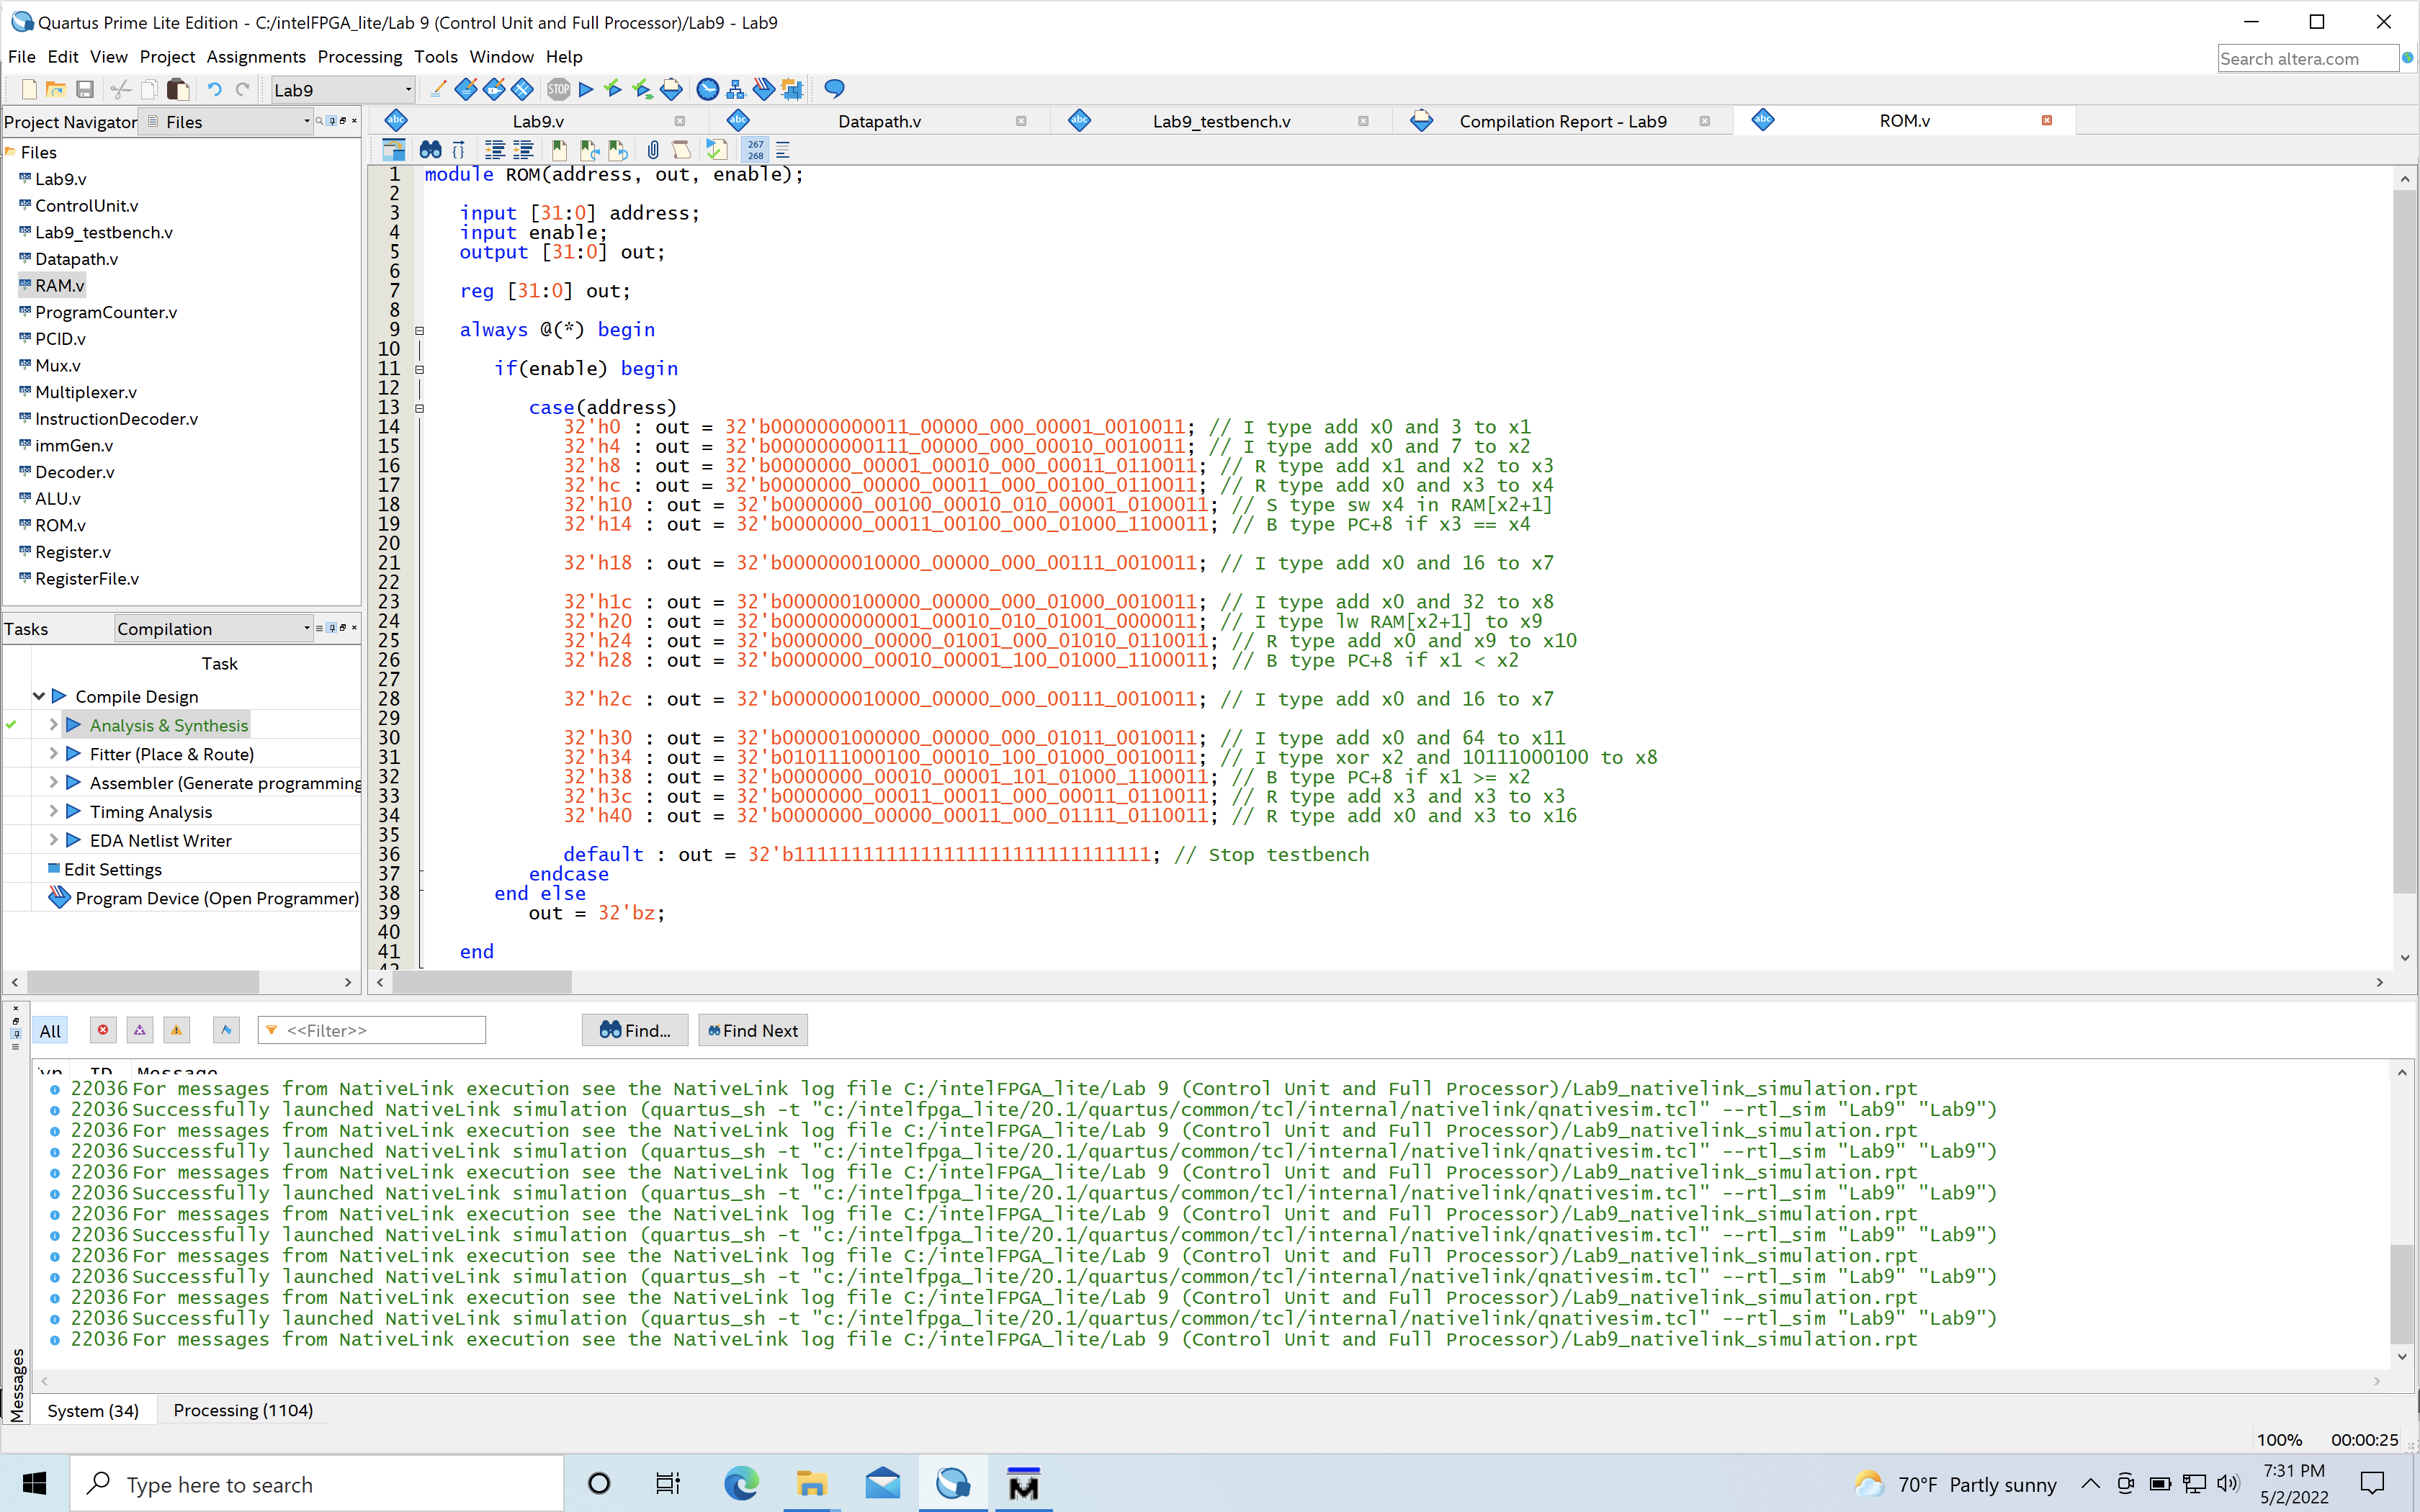 Quartus Prime Lite Edition - C:/intelFPGA_lite/Lab 9 (Control Unit and Full Processor)/Lab9 - Lab9
File Edit View Project Assignments Processing Tools Window Help
Search altera.com
Lab9
Project Navigator Files
Lab9.v
Datapath.v
Lab9_testbench.v
Compilation Report - Lab9
ROM.v
Files
Lab9.v
ControlUnit.v
Lab9_testbench.v
Datapath.v
RAM.v
ProgramCounter.v
PCID.v
Mux.v
Multiplexer.v
InstructionDecoder.v
immGen.v
Decoder.v
ALU.v
ROM.v
Register.v
RegisterFile.v
Tasks Compilation
Task
Compile Design
Analysis & Synthesis
Fitter (Place & Route)
Assembler (Generate programming
Timing Analysis
EDA Netlist Writer
Edit Settings
Program Device (Open Programmer)
267
268
1 module ROM(address, out, enable);
2
3 input [31:0] address;
4 input enable;
5 output [31:0] out;
6
7 reg [31:0] out;
8
9 always @(*) begin
10
11 if(enable) begin
12
13 case(address)
14 32'h0 : out = 32'b000000000011_00000_000_00001_0010011; // I type add x0 and 3 to x1
15 32'h4 : out = 32'b000000000111_00000_000_00010_0010011; // I type add x0 and 7 to x2
16 32'h8 : out = 32'b0000000_00001_00010_000_00011_0110011; // R type add x1 and x2 to x3
17 32'hc : out = 32'b0000000_00000_00011_000_00100_0110011; // R type add x0 and x3 to x4
18 32'h10 : out = 32'b0000000_00100_00010_010_00001_0100011; // S type sw x4 in RAM[x2+1]
19 32'h14 : out = 32'b0000000_00011_00100_000_01000_1100011; // B type PC+8 if x3 == x4
20
21 32'h18 : out = 32'b000000010000_00000_000_00111_0010011; // I type add x0 and 16 to x7
22
23 32'h1c : out = 32'b000000100000_00000_000_01000_0010011; // I type add x0 and 32 to x8
24 32'h20 : out = 32'b000000000001_00010_010_01001_0000011; // I type lw RAM[x2+1] to x9
25 32'h24 : out = 32'b0000000_00000_01001_000_01010_0110011; // R type add x0 and x9 to x10
26 32'h28 : out = 32'b0000000_00010_00001_100_01000_1100011; // B type PC+8 if x1 < x2
27
28 32'h2c : out = 32'b000000010000_00000_000_00111_0010011; // I type add x0 and 16 to x7
29
30 32'h30 : out = 32'b000001000000_00000_000_01011_0010011; // I type add x0 and 64 to x11
31 32'h34 : out = 32'b010111000100_00010_100_01000_0010011; // I type xor x2 and 10111000100 to x8
32 32'h38 : out = 32'b0000000_00010_00001_101_01000_1100011; // B type PC+8 if x1 >= x2
33 32'h3c : out = 32'b0000000_00011_00011_000_00011_0110011; // R type add x3 and x3 to x3
34 32'h40 : out = 32'b0000000_00000_00011_000_01111_0110011; // R type add x0 and x3 to x16
35
36 default : out = 32'b11111111111111111111111111111111; // Stop testbench
37 endcase
38 end else
39 out = 32'bz;
40
41 end
42
All <<Filter>> Find... Find Next
ID Message
22036 For messages from NativeLink execution see the NativeLink log file C:/intelFPGA_lite/Lab 9 (Control Unit and Full Processor)/Lab9_nativelink_simulation.rpt
22036 Successfully launched NativeLink simulation (quartus_sh -t "c:/intelfpga_lite/20.1/quartus/common/tcl/internal/nativelink/qnativesim.tcl" --rtl_sim "Lab9" "Lab9")
22036 For messages from NativeLink execution see the NativeLink log file C:/intelFPGA_lite/Lab 9 (Control Unit and Full Processor)/Lab9_nativelink_simulation.rpt
22036 Successfully launched NativeLink simulation (quartus_sh -t "c:/intelfpga_lite/20.1/quartus/common/tcl/internal/nativelink/qnativesim.tcl" --rtl_sim "Lab9" "Lab9")
22036 For messages from NativeLink execution see the NativeLink log file C:/intelFPGA_lite/Lab 9 (Control Unit and Full Processor)/Lab9_nativelink_simulation.rpt
22036 Successfully launched NativeLink simulation (quartus_sh -t "c:/intelfpga_lite/20.1/quartus/common/tcl/internal/nativelink/qnativesim.tcl" --rtl_sim "Lab9" "Lab9")
22036 For messages from NativeLink execution see the NativeLink log file C:/intelFPGA_lite/Lab 9 (Control Unit and Full Processor)/Lab9_nativelink_simulation.rpt
22036 Successfully launched NativeLink simulation (quartus_sh -t "c:/intelfpga_lite/20.1/quartus/common/tcl/internal/nativelink/qnativesim.tcl" --rtl_sim "Lab9" "Lab9")
22036 For messages from NativeLink execution see the NativeLink log file C:/intelFPGA_lite/Lab 9 (Control Unit and Full Processor)/Lab9_nativelink_simulation.rpt
22036 Successfully launched NativeLink simulation (quartus_sh -t "c:/intelfpga_lite/20.1/quartus/common/tcl/internal/nativelink/qnativesim.tcl" --rtl_sim "Lab9" "Lab9")
22036 For messages from NativeLink execution see the NativeLink log file C:/intelFPGA_lite/Lab 9 (Control Unit and Full Processor)/Lab9_nativelink_simulation.rpt
22036 Successfully launched NativeLink simulation (quartus_sh -t "c:/intelfpga_lite/20.1/quartus/common/tcl/internal/nativelink/qnativesim.tcl" --rtl_sim "Lab9" "Lab9")
22036 For messages from NativeLink execution see the NativeLink log file C:/intelFPGA_lite/Lab 9 (Control Unit and Full Processor)/Lab9_nativelink_simulation.rpt
Messages
System (34) Processing (1104)
100% 00:00:25
Type here to search
70°F Partly sunny
7:31 PM
5/2/2022